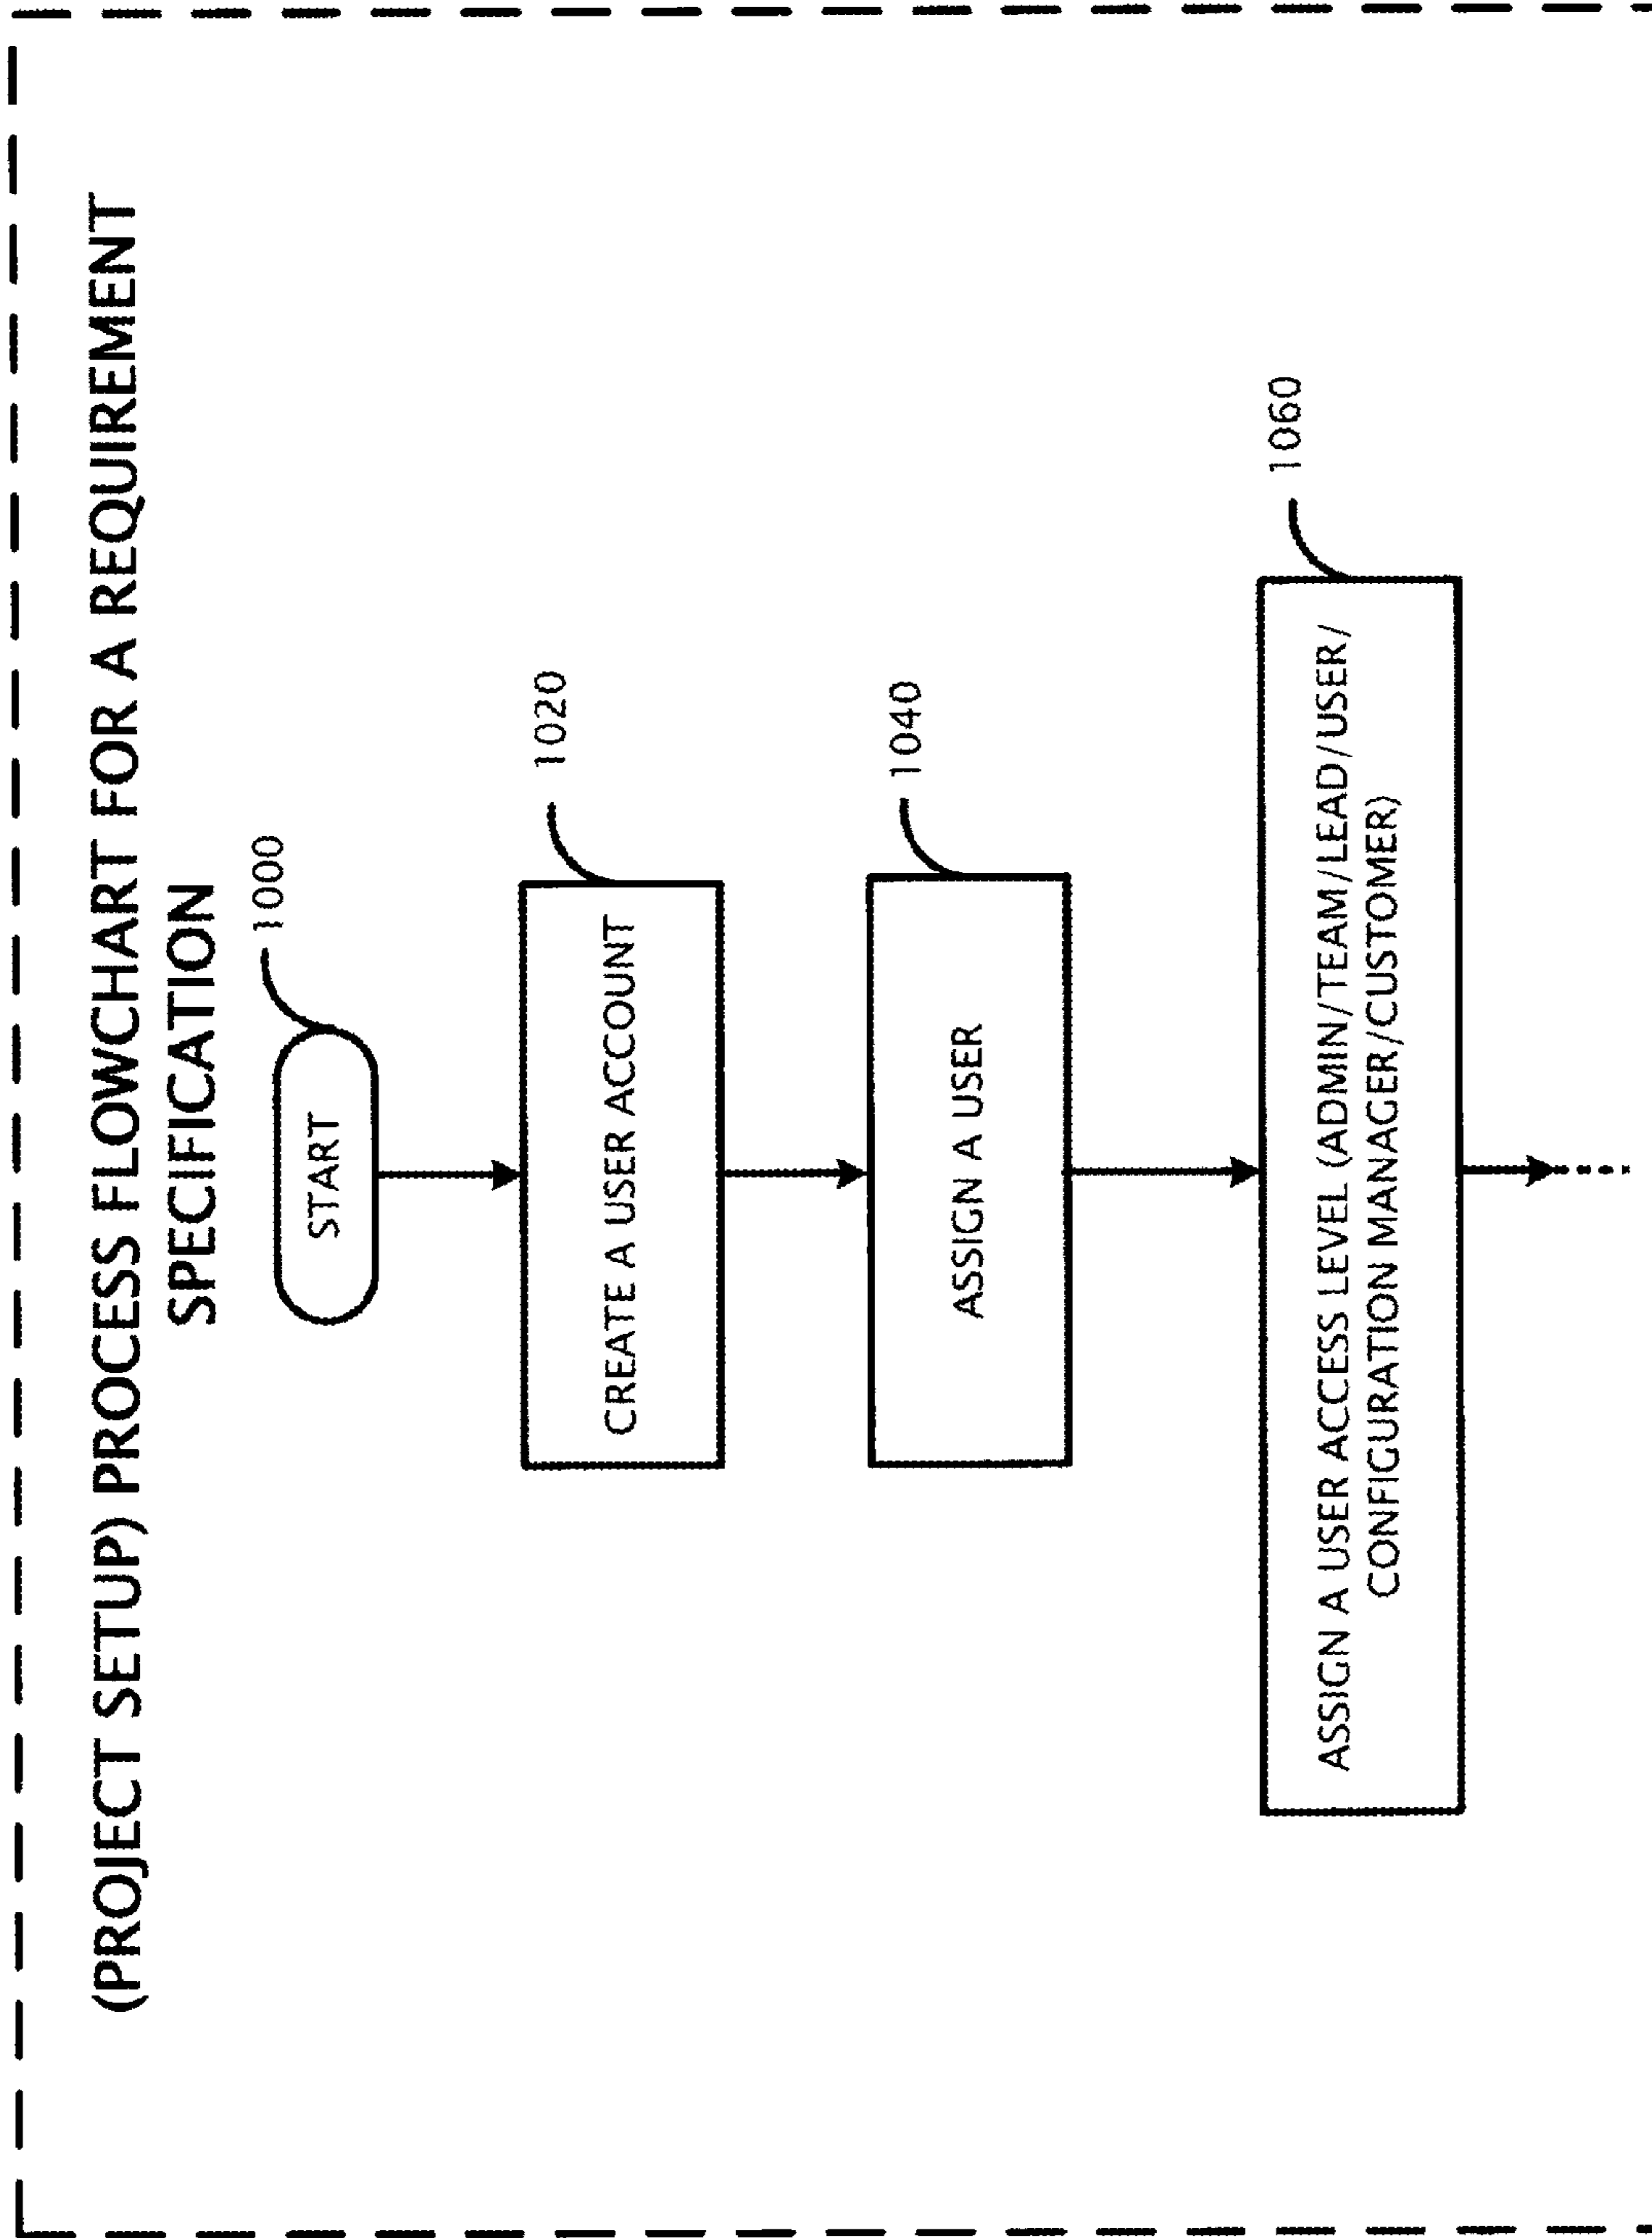 (PROJECT SETUP) PROCESS FLOWCHART FOR A REQUIREMENT
SPECIFICATION
1000
START
1020
CREATE A USER ACCOUNT
1040
ASSIGN A USER
1060
ASSIGN A USER ACCESS LEVEL (ADMIN/TEAM/LEAD/USER/
CONFIGURATION MANAGER/CUSTOMER)